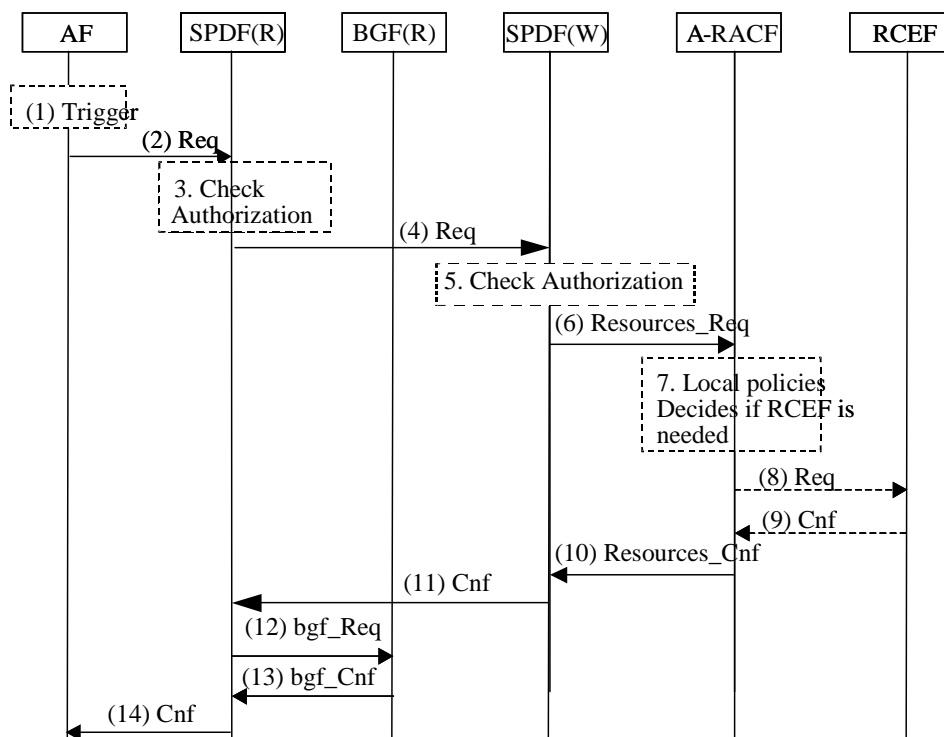 AF
SPDF(R)
BGF(R)
SPDF(W)
A-RACF
RCEF
(1) Trigger
(2) Req
3. Check
Authorization
(4) Req
5. Check Authorization
(6) Resources_Req
7. Local policies
Decides if RCEF is
needed
(8) Req
(9) Cnf
(10) Resources_Cnf
(11) Cnf
(12) bgf_Req
(13) bgf_Cnf
(14) Cnf